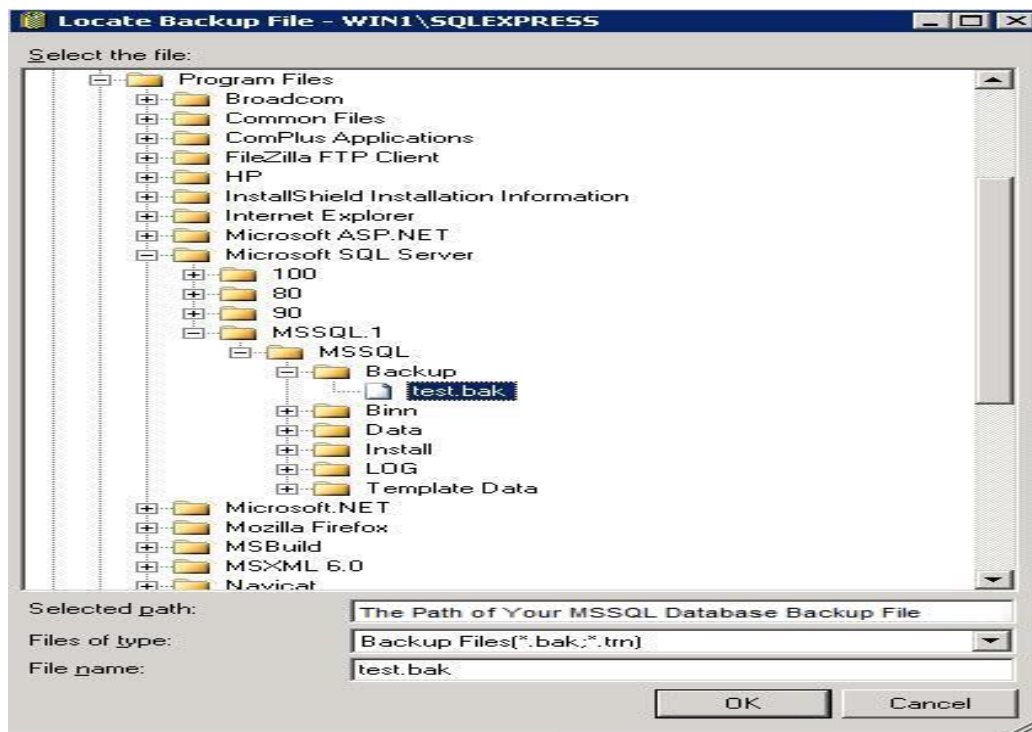 Locate Backup File - WIN1\SQLEXPRESS
Select the file:
Program Files
Broadcom
Common Files
ComPlus Applications
FileZilla FTP Client
HP
InstallShield Installation Information
Internet Explorer
Microsoft ASP.NET
Microsoft SQL Server
100
80
90
MSSQL.1
MSSQL
Backup
test.bak
Binn
Data
Install
LOG
Template Data
Microsoft.NET
Mozilla Firefox
MSBuild
MSXML 6.0
Navicat
Selected path: The Path of Your MSSQL Database Backup File
Files of type: Backup Files(*.bak;*.trn)
File name: test.bak
OK Cancel